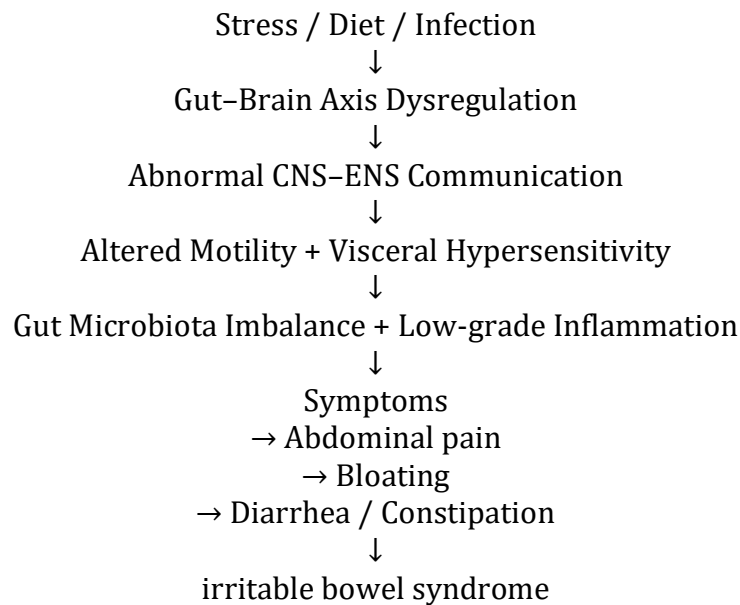 Stress / Diet / Infection
↓
Gut–Brain Axis Dysregulation
↓
Abnormal CNS–ENS Communication
↓
Altered Motility + Visceral Hypersensitivity
↓
Gut Microbiota Imbalance + Low-grade Inflammation
↓
Symptoms
→ Abdominal pain
→ Bloating
→ Diarrhea / Constipation
↓
irritable bowel syndrome